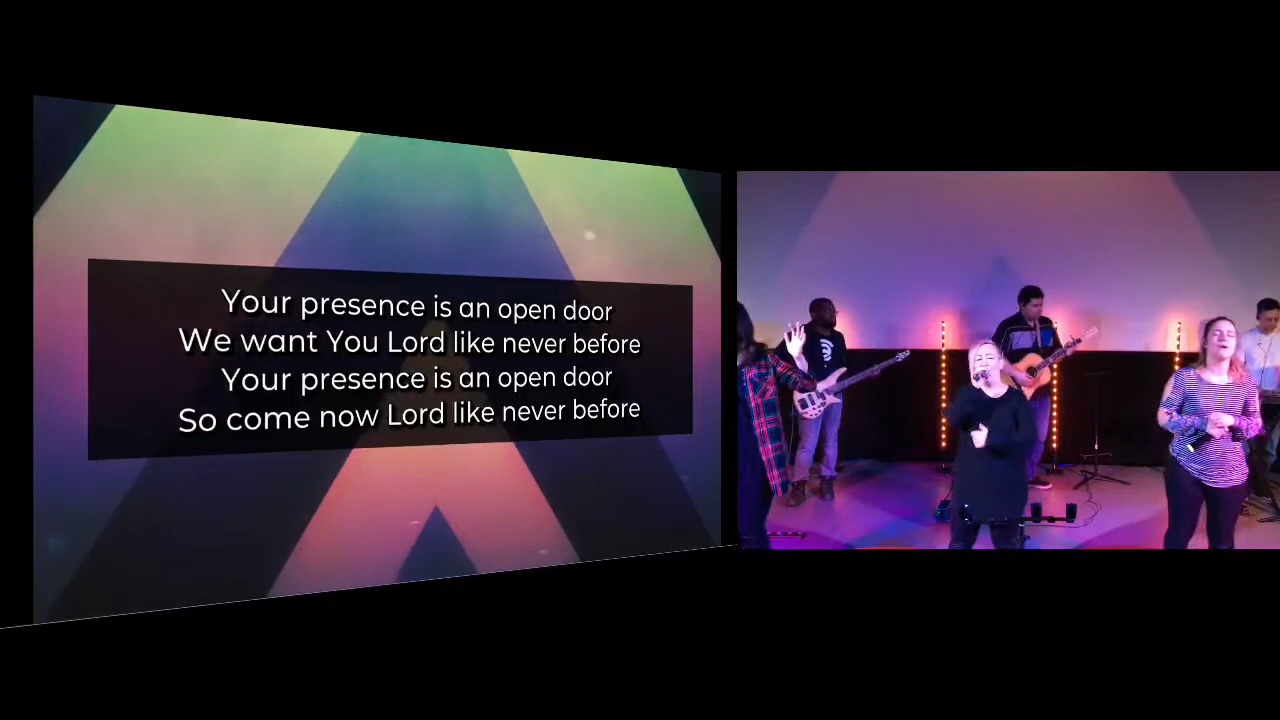 Your presence is an open door
We want You Lord like never before
Your presence is an open door
So come now Lord like never before